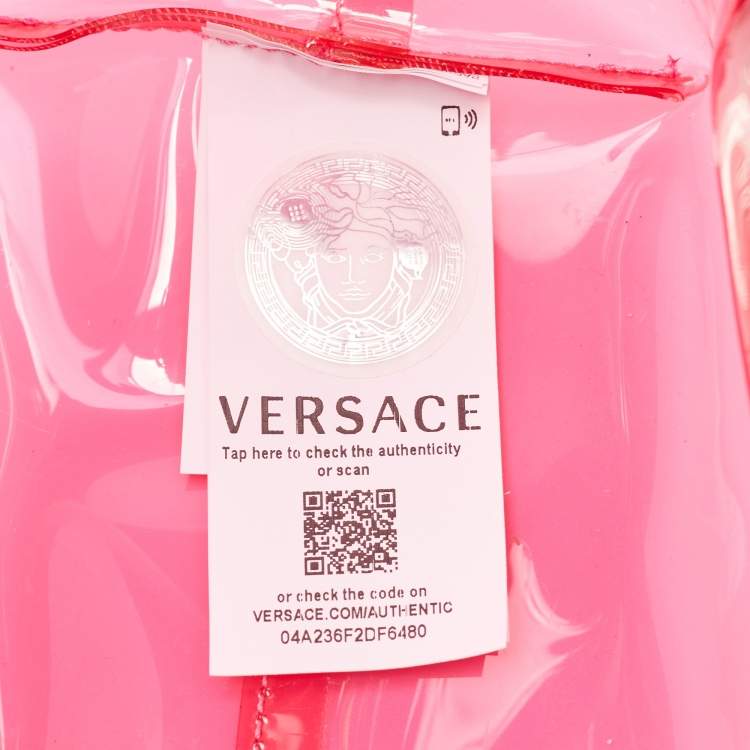 VERSACE
Tap here to check the authenticity
or scan
or check the code on
VERSACE.COM/AUTHENTIC
04A236F2DF6480